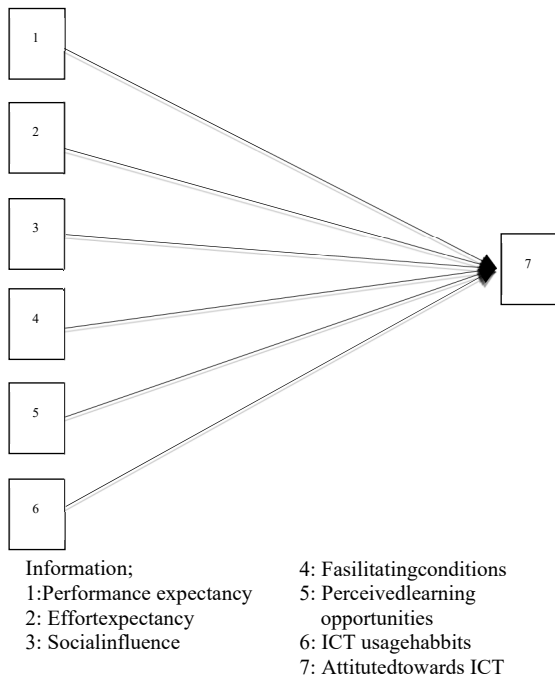 1
2
3
4
5
6
7
Information;
1:Performance expectancy
2: Effortexpectancy
3: Socialinfluence
4: Fasilitatingconditions
5: Perceivedlearning
opportunities
6: ICT usagehabbits
7: Attitutedtowards ICT